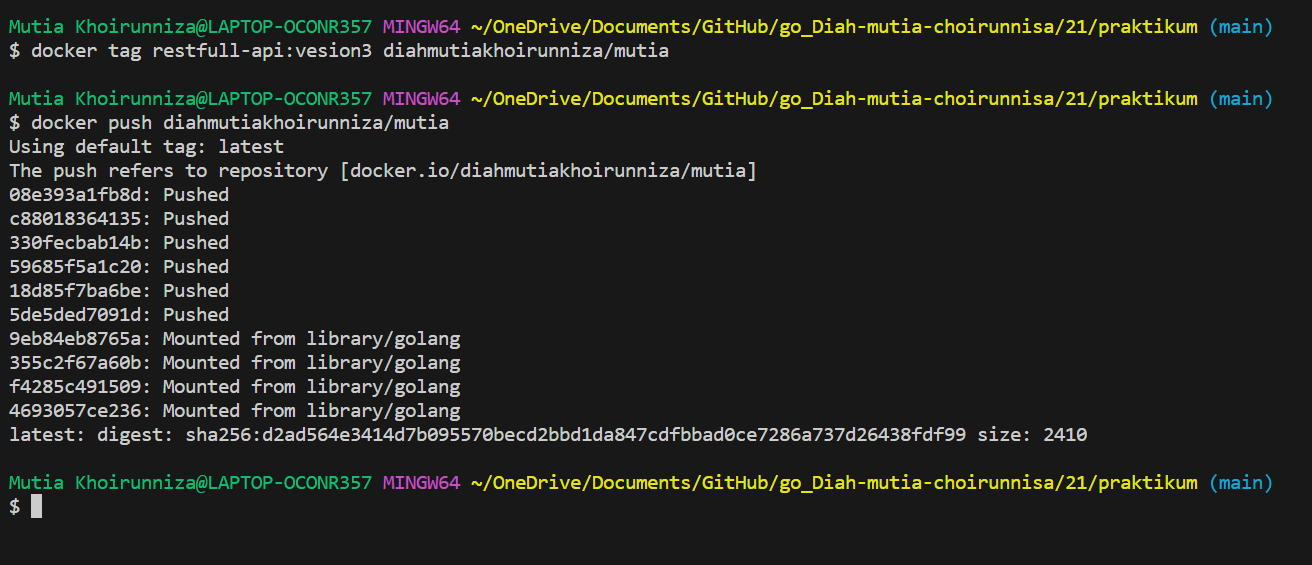 Mutia Khoirunniza@LAPTOP-OCONR357 MINGW64 ~/OneDrive/Documents/GitHub/go_Diah-mutia-choirunnisa/21/praktikum (main)
$ docker tag restfull-api:vesion3 diahmutiakhoirunniza/mutia
Mutia Khoirunniza@LAPTOP-OCONR357 MINGW64 ~/OneDrive/Documents/GitHub/go_Diah-mutia-choirunnisa/21/praktikum (main)
$ docker push diahmutiakhoirunniza/mutia
Using default tag: latest
The push refers to repository [docker.io/diahmutiakhoirunniza/mutia]
08e393a1fb8d: Pushed
c88018364135: Pushed
330fecbab14b: Pushed
59685f5a1c20: Pushed
18d85f7ba6be: Pushed
5de5ded7091d: Pushed
9eb84eb8765a: Mounted from library/golang
355c2f67a60b: Mounted from library/golang
f4285c491509: Mounted from library/golang
4693057ce236: Mounted from library/golang
latest: digest: sha256:d2ad564e3414d7b095570becd2bbd1da847cdfbbad0ce7286a737d26438fdf99 size: 2410
Mutia Khoirunniza@LAPTOP-OCONR357 MINGW64 ~/OneDrive/Documents/GitHub/go_Diah-mutia-choirunnisa/21/praktikum (main)
$